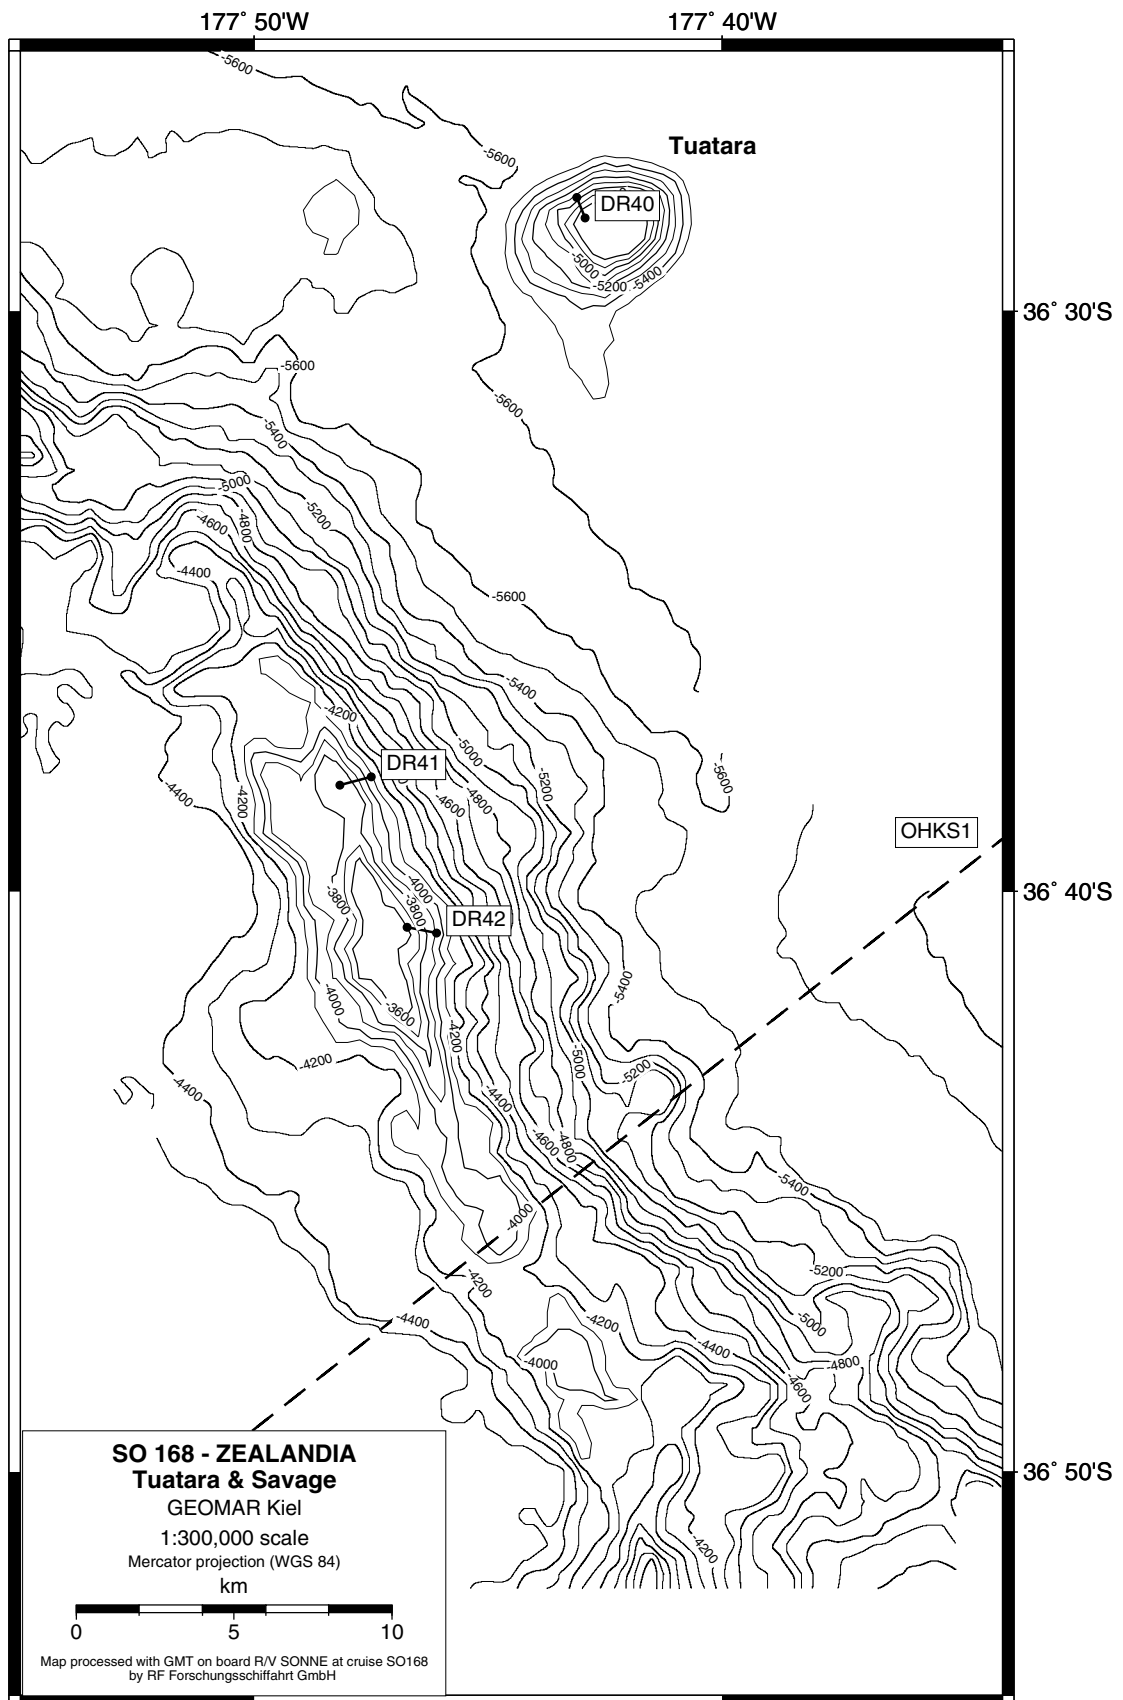 177° 50'W
177° 40'W
-5600
-5600
Tuatara
DR40
-5000
-5200
-5400
36° 30'S
-5600
-5600
-5400
-5000
-5200
-4600
-4800
-4400
-5600
-5400
-4200
-5000
DR41
-5200
-5600
-4400
-4200
-4600
-4800
OHKS1
36° 40'S
-4000
-3800
-3800
DR42
-5400
-4000
-3600
-4200
-5000
-4200
-5200
-4400
-4400
-4600
-4800
-5400
-4000
-5200
-4200
-4400
-4200
-5000
-4400
-4000
-4800
-4600
36° 50'S
-4200
SO 168 - ZEALANDIA
Tuatara & Savage
GEOMAR Kiel
1:300,000 scale
Mercator projection (WGS 84)
km
0 5 10
Map processed with GMT on board R/V SONNE at cruise SO168
by RF Forschungsschiffahrt GmbH